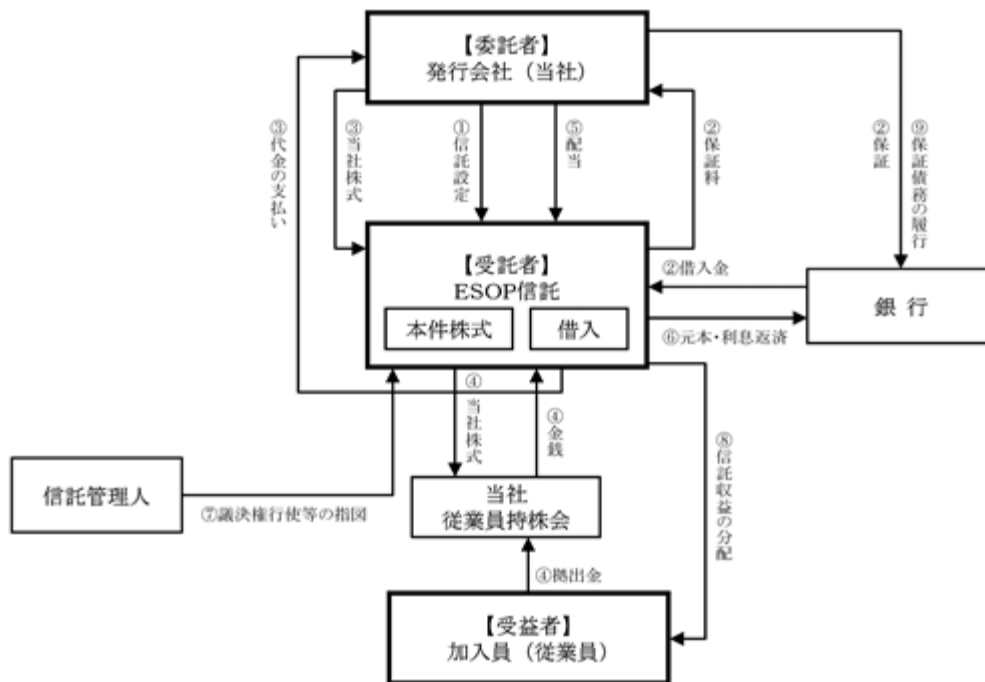 【委託者】
発行会社（当社）
③代金の支払い
③当社株式
①信託設定
⑤配当
②保証料
②保証
⑨保証債務の履行
【受託者】
ESOP信託
本件株式
借入
②借入金
⑥元本・利息返済
銀行
④当社株式
④金銭
⑧信託収益の分配
信託管理人
⑦議決権行使等の指図
当社
従業員持株会
④拠出金
【受益者】
加入員（従業員）